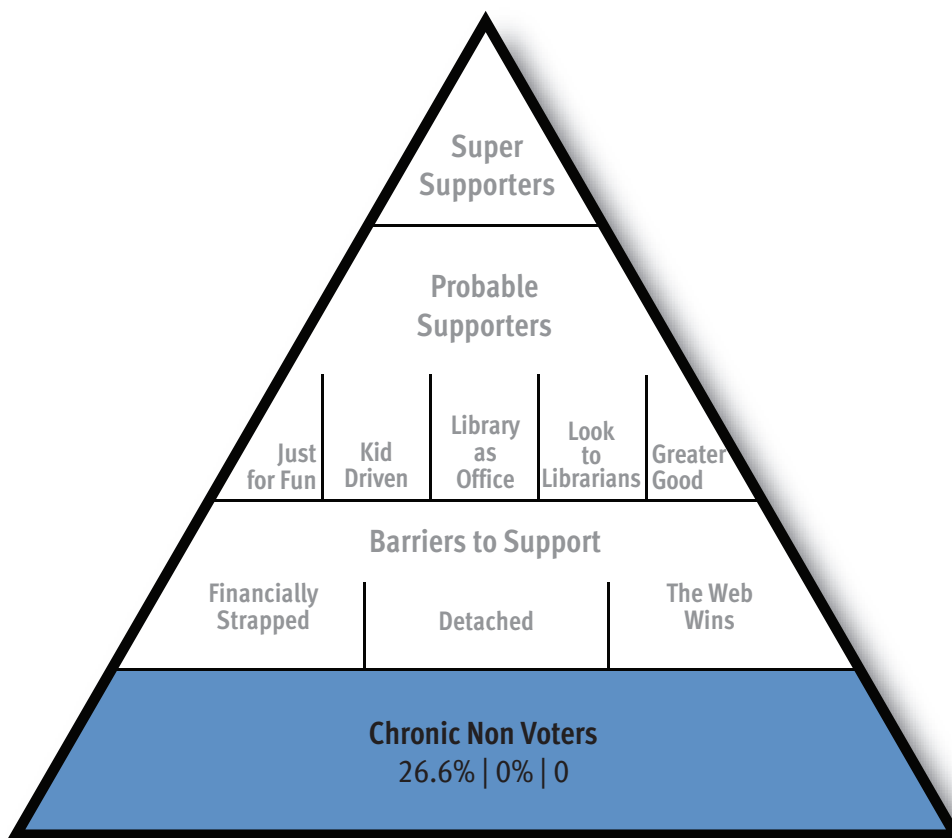 Super
Supporters
Probable
Supporters
Just
for Fun
Kid
Driven
Library
as
Office
Look
to
Librarians
Greater
Good
Barriers to Support
Financially
Strapped
Detached
The Web
Wins
Chronic Non Voters
26.6% | 0% | 0